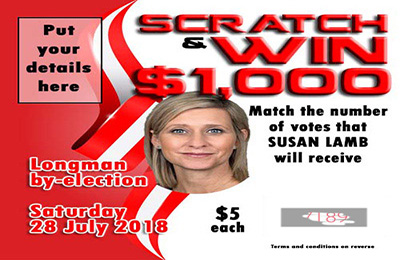 Put
your
details
here
SCRATCH
& WIN
$1,000
Match the number
of votes that
SUSAN LAMB
will receive
Longman
by-election
Saturday
28 July 2018
$5
each
Terms and conditions on reverse